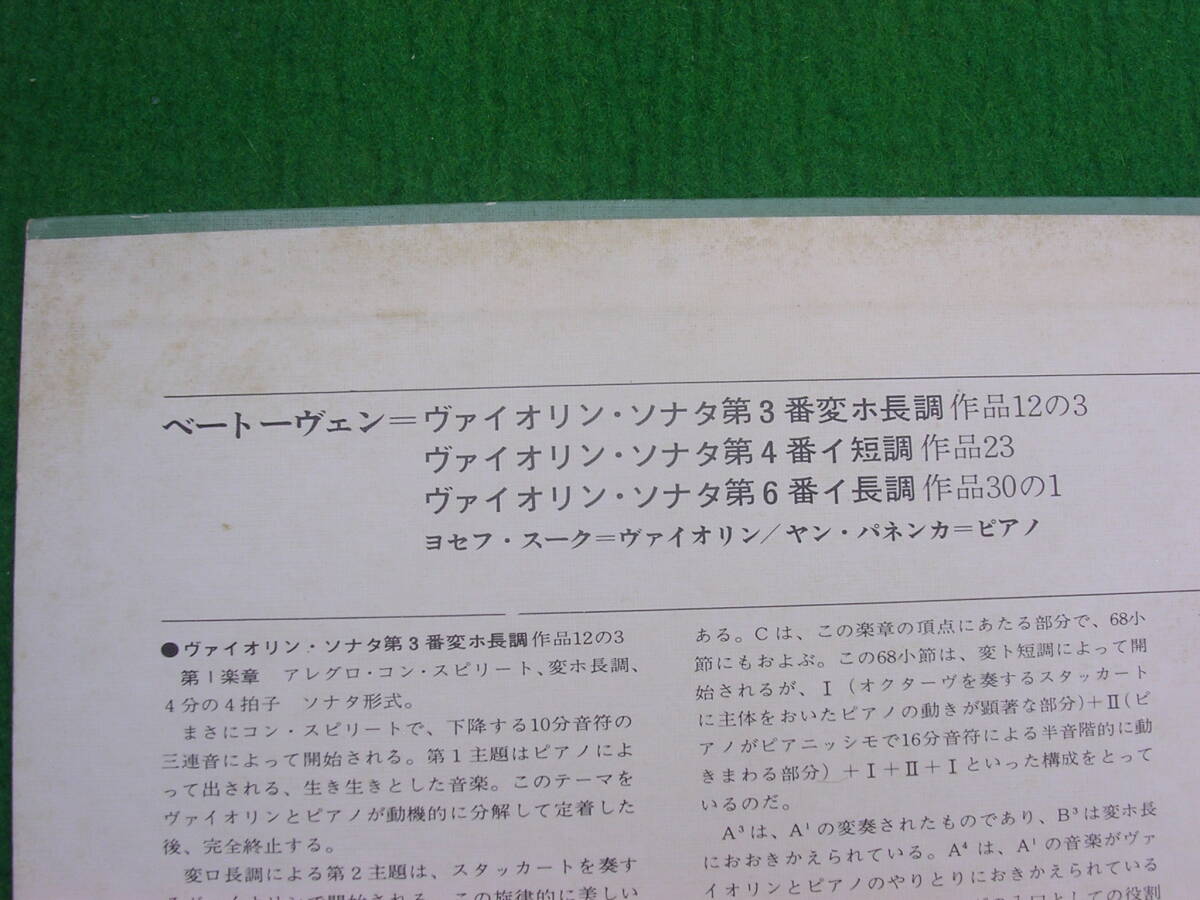 ベートーヴェン=ヴァイオリン・ソナタ第3番変ホ長調 作品12の3
ヴァイオリン・ソナタ第4番イ短調 作品23
ヴァイオリン・ソナタ第6番イ長調 作品30の1
ヨセフ・スーク=ヴァイオリン/ヤン・パネンカ=ピアノ
●ヴァイオリン・ソナタ第3番変ホ長調 作品12の3
第1楽章 アレグロ・コン・スピリート、変ホ長調、
4分の4拍子 ソナタ形式。
まさにコン・スピリートで、下降する10分音符の
三連音によって開始される。第1主題はピアノによ
って出される、生き生きとした音楽。このテーマを
ヴァイオリンとピアノが動機的に分解して定着した
後、完全終止する。
変ロ長調による第2主題は、スタッカートを奏す
ある。Cは、この楽章の頂点にあたる部分で、68小
節にもおよぶ。この68小節は、変ト短調によって開
始されるが、I(オクターヴを奏するスタッカート
に主体をおいたピアノの動きが顕著な部分)+II(ピ
アノがピアニッシモで16分音符による半音階的に動
きまわる部分)+I+II+Iといった構成をとって
いるのだ。
A³は、A¹の変奏されたものであり、B³は変ホ長
におおきかえられている。A⁴は、A¹の音楽がヴァ
イオリンとピアノのやりとりにおきかえられている